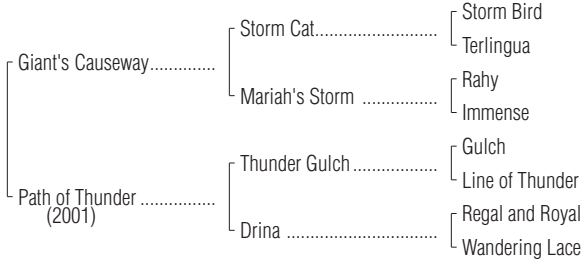 Storm Bird
Storm Cat..............................
Terlingua
Giant's Causeway..............
Rahy
Mariah's Storm .................
Immense
Gulch
Thunder Gulch....................
Line of Thunder
Path of Thunder ................
(2001)
Regal and Royal
Drina ...................................
Wandering Lace